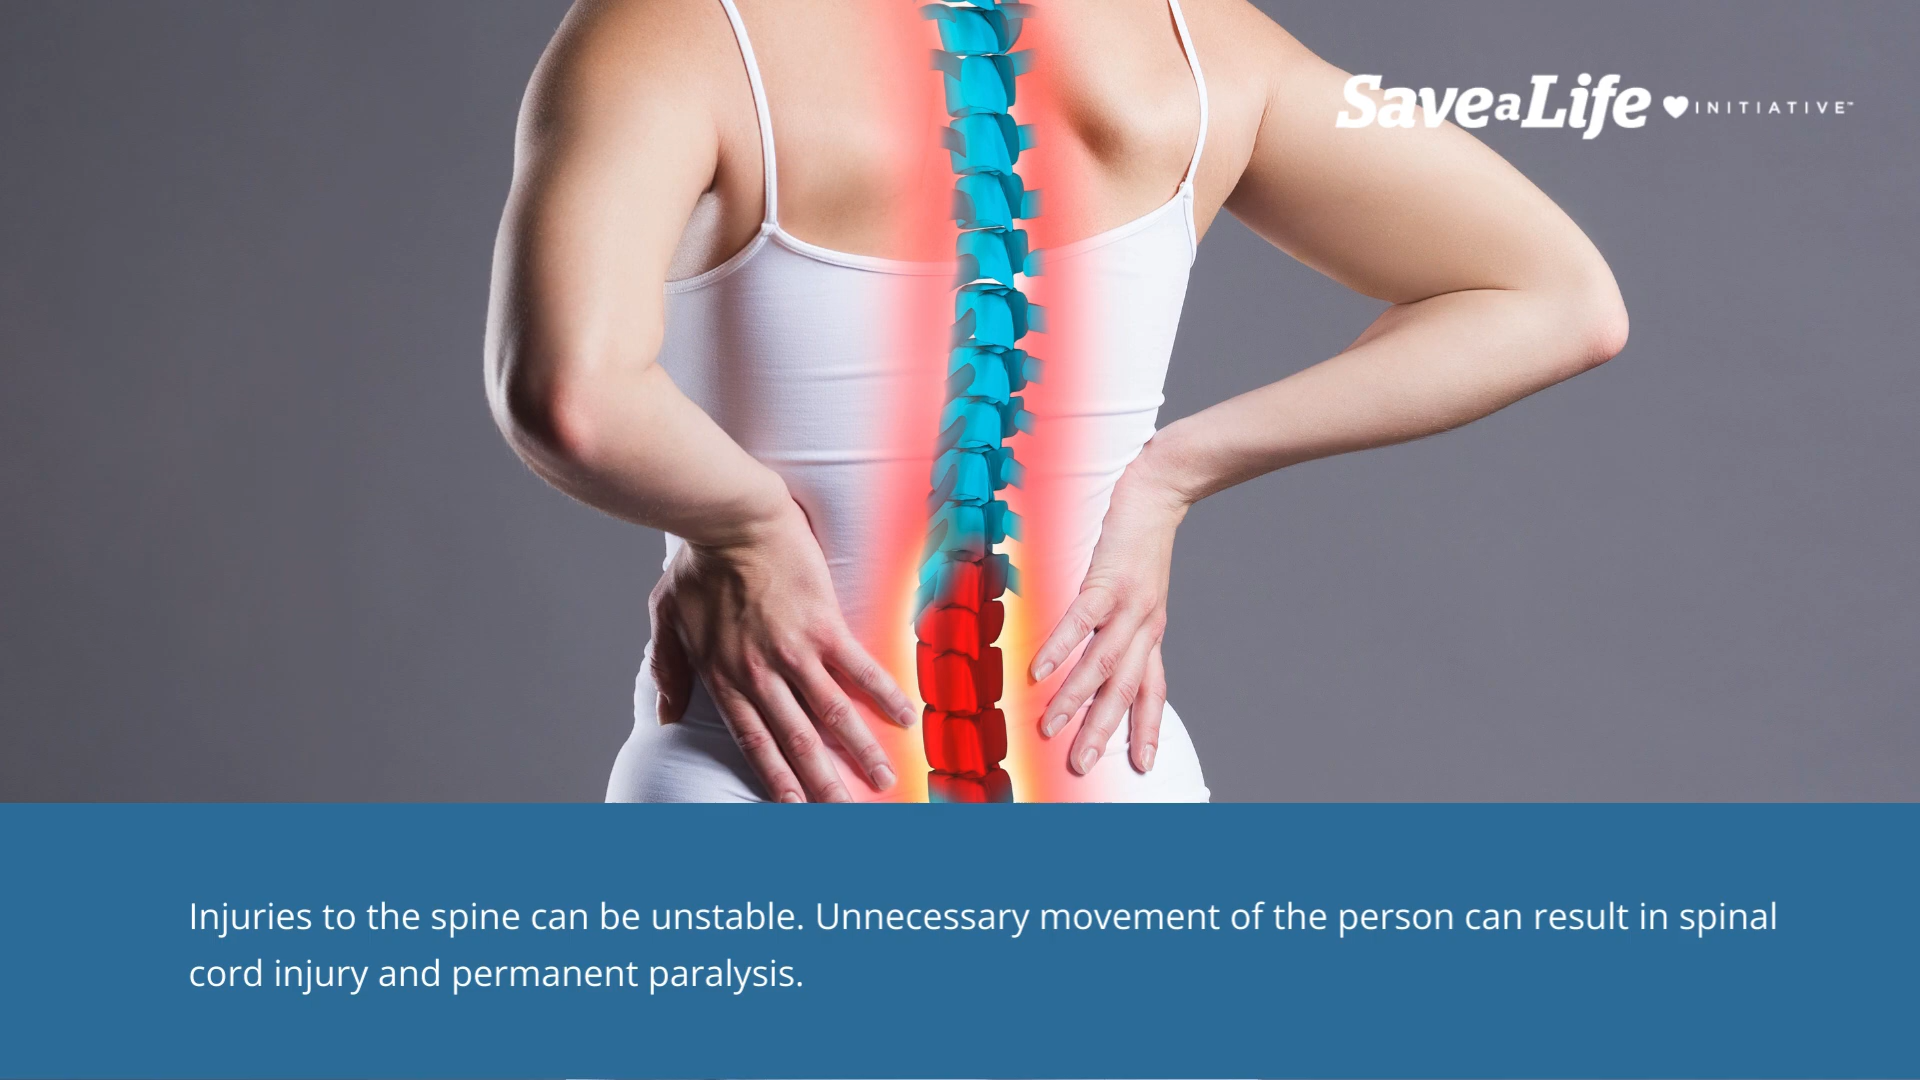 SaveaLife INITIATIVE™
Injuries to the spine can be unstable. Unnecessary movement of the person can result in spinal
cord injury and permanent paralysis.